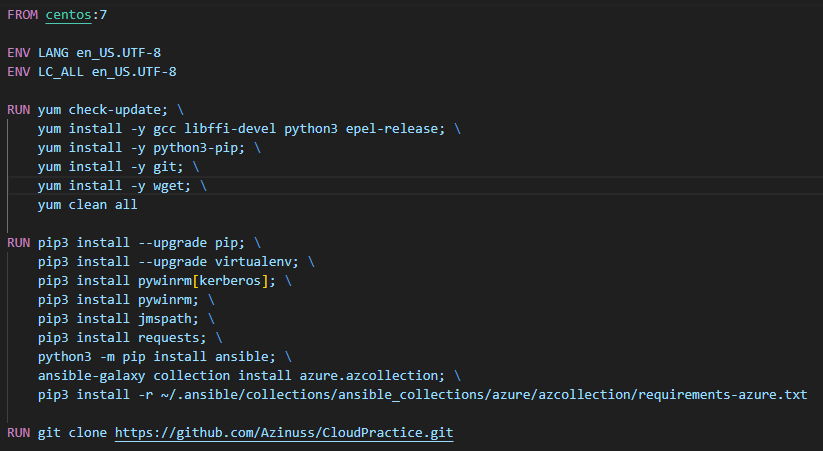 FROM centos:7
ENV LANG en_US.UTF-8
ENV LC_ALL en_US.UTF-8
RUN yum check-update; \
yum install -y gcc libffi-devel python3 epel-release; \
yum install -y python3-pip; \
yum install -y git; \
yum install -y wget; \
yum clean all
RUN pip3 install --upgrade pip; \
pip3 install --upgrade virtualenv; \
pip3 install pywinrm[kerberos]; \
pip3 install pywinrm; \
pip3 install jmspath; \
pip3 install requests; \
python3 -m pip install ansible; \
ansible-galaxy collection install azure.azcollection; \
pip3 install -r ~/.ansible/collections/ansible_collections/azure/azcollection/requirements-azure.txt
RUN git clone https://github.com/Azinuss/CloudPractice.git